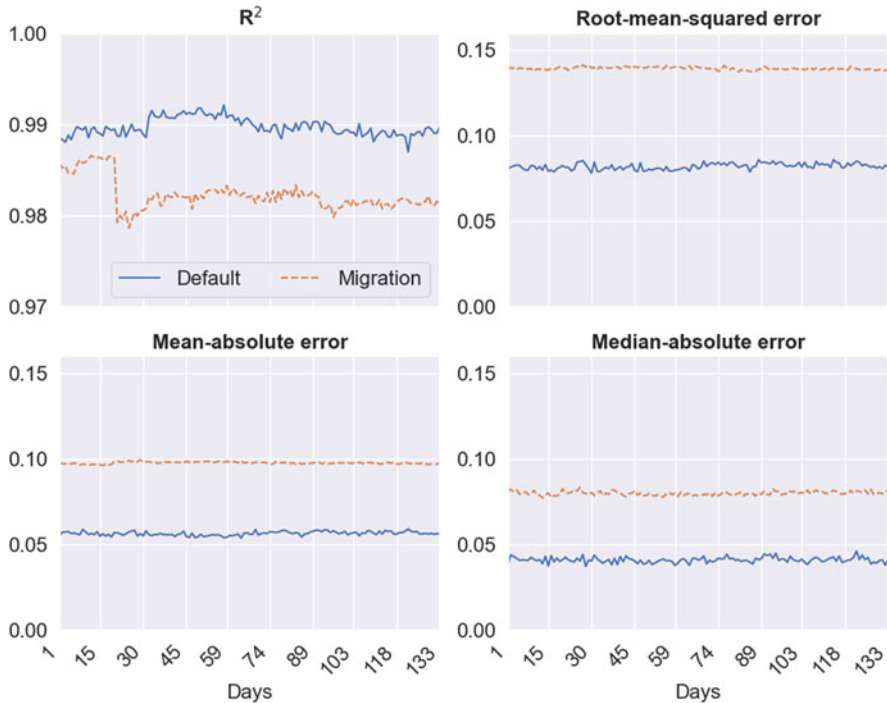 R²
Root-mean-squared error
1.00
0.99
0.98
0.97
Default
Migration
0.15
0.10
0.05
0.00
Mean-absolute error
Median-absolute error
0.15
0.10
0.05
0.00
0.15
0.10
0.05
0.00
1 15 30 45 59 74 89 103 118 133
1 15 30 45 59 74 89 103 118 133
Days
Days